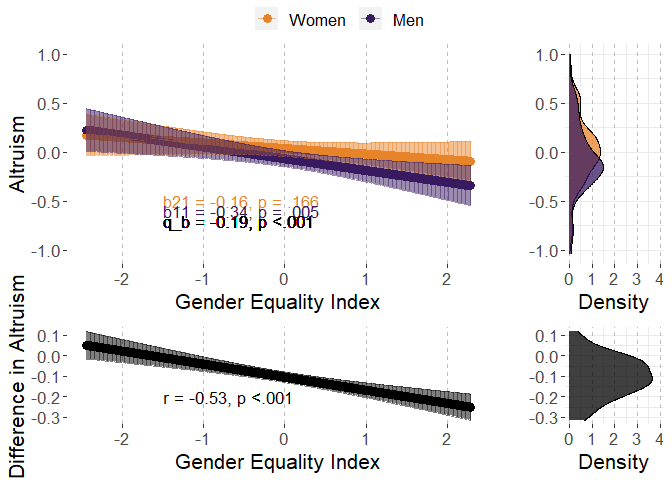 Women Men
1.0
0.5
0.0
-0.5
-1.0
Altruism
b21 = -0.16, p = .166
b11 = -0.34, p = .005
q_b = -0.19, p <.001
-2 -1 0 1 2
Gender Equality Index
1.0
0.5
0.0
-0.5
-1.0
0 1 2 3 4
Density
0.1
0.0
-0.1
-0.2
-0.3
Difference in Altruism
r = -0.53, p <.001
-2 -1 0 1 2
Gender Equality Index
0.1
0.0
-0.1
-0.2
-0.3
0 1 2 3 4
Density